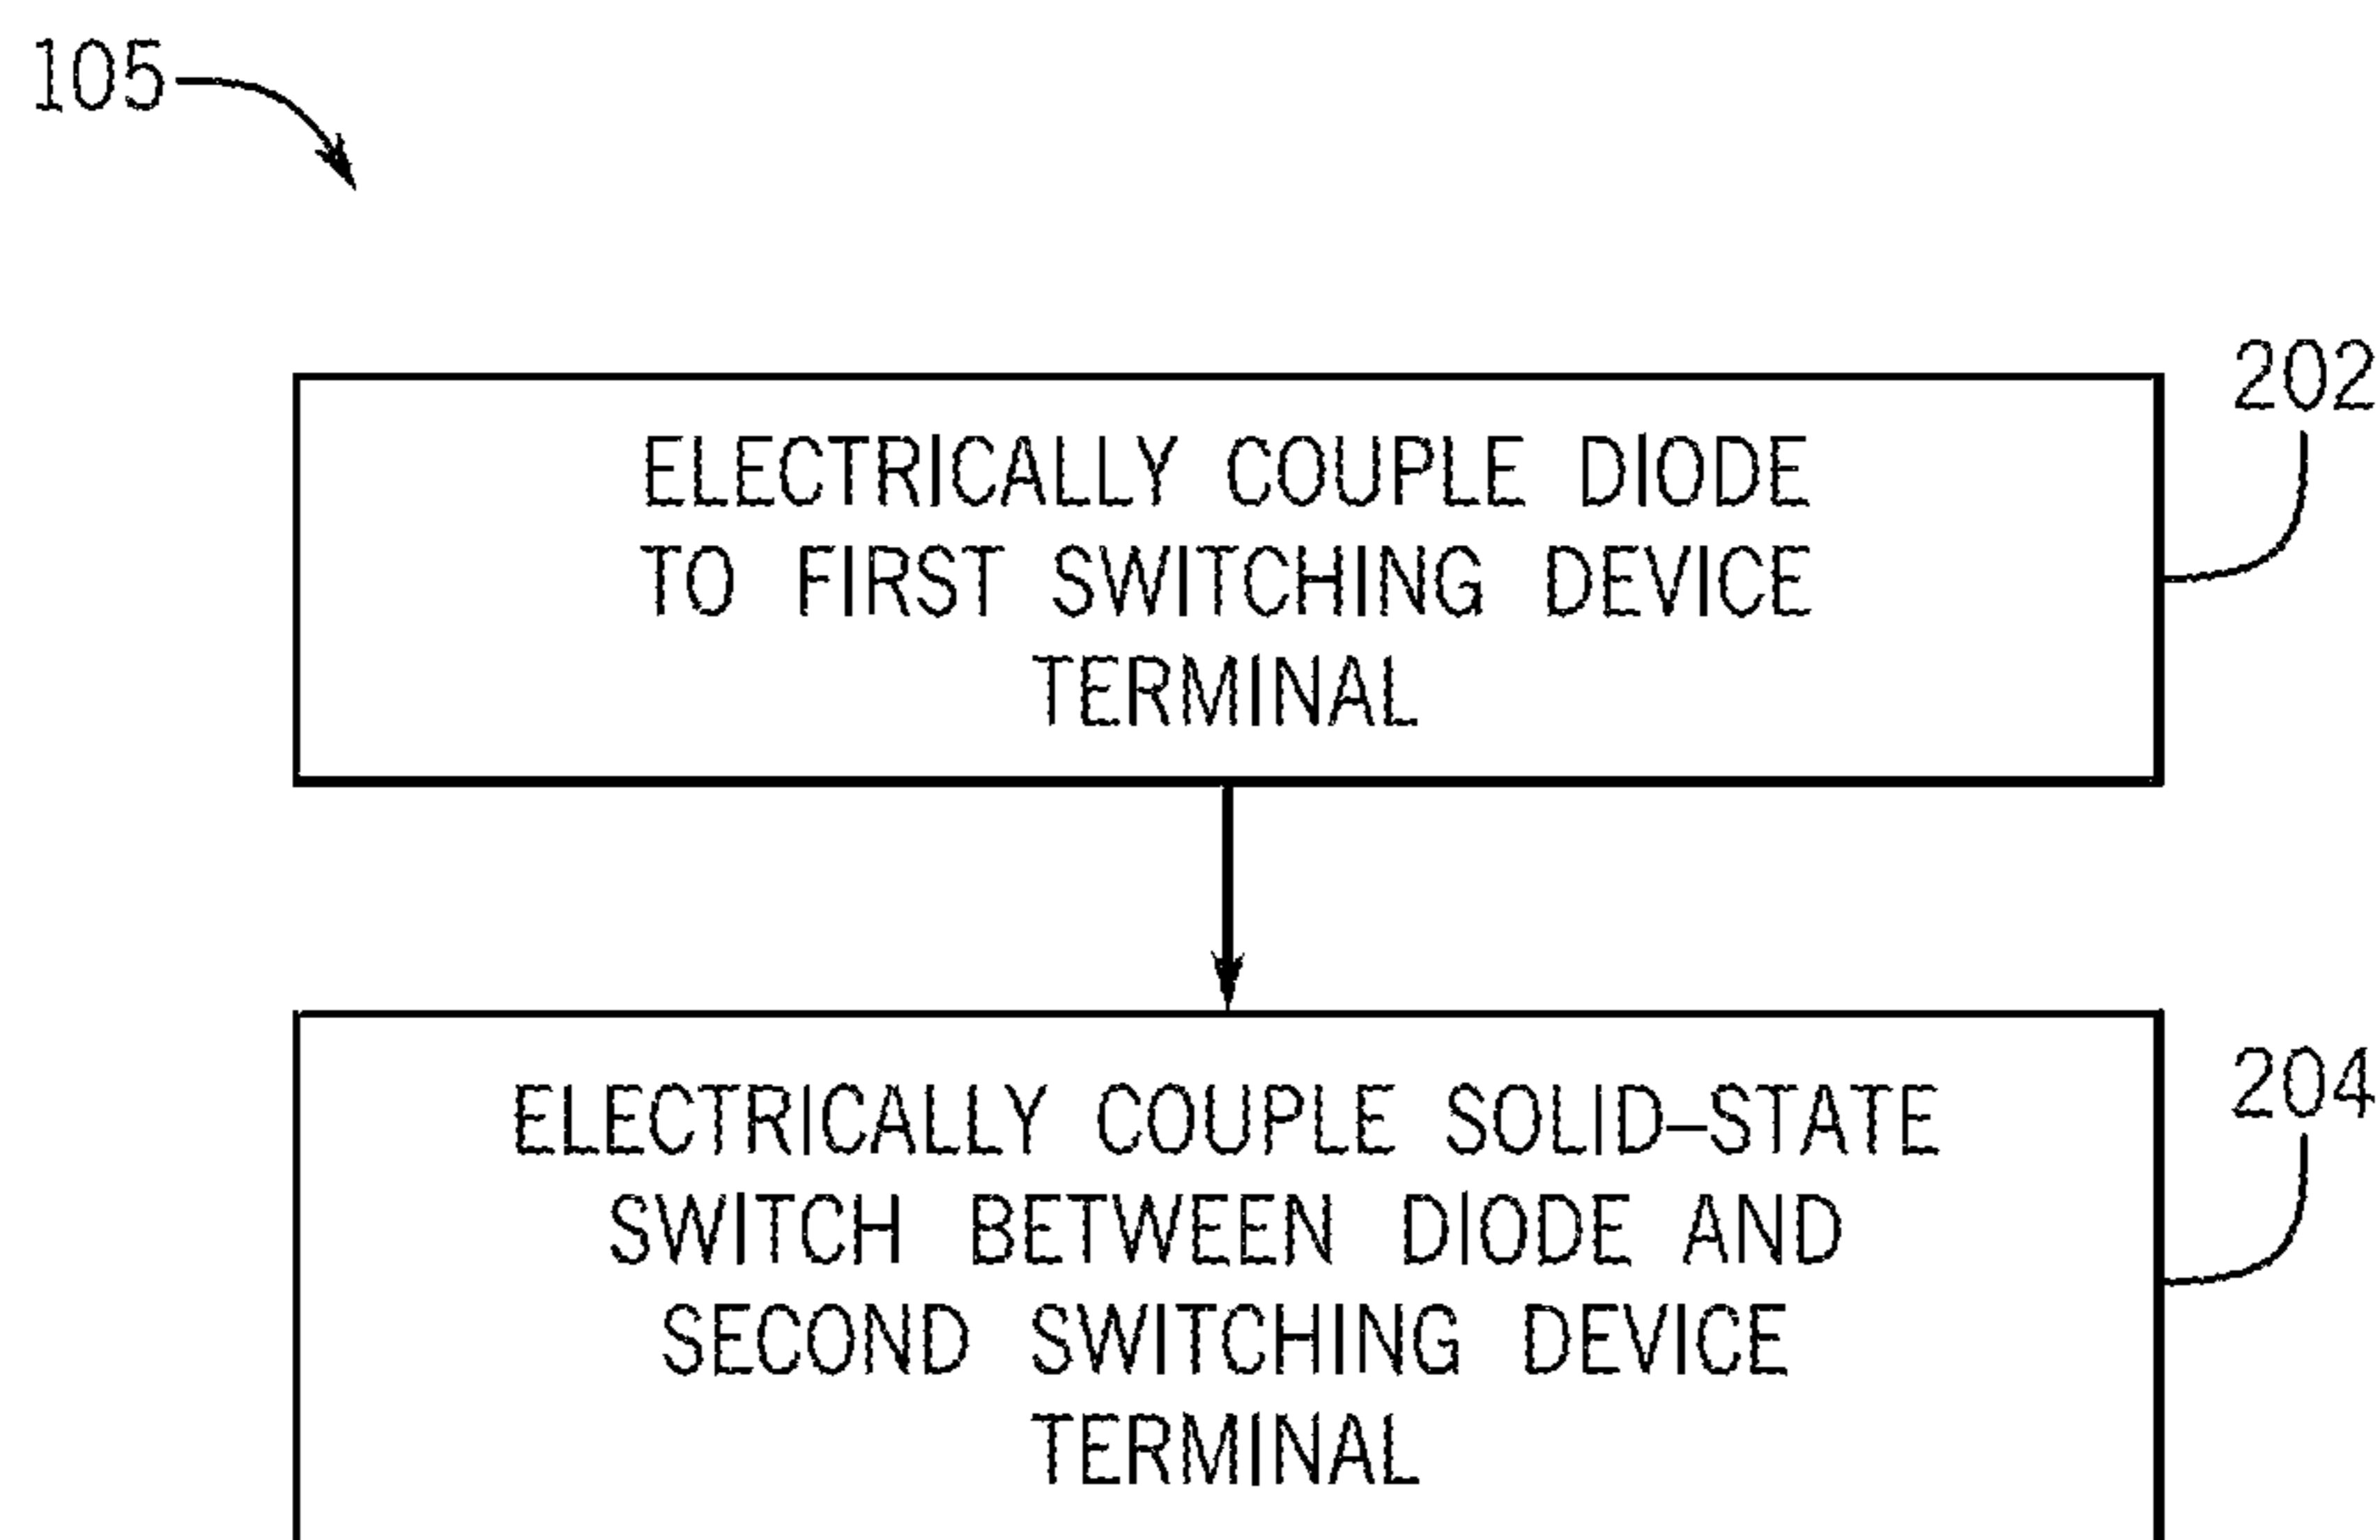 105
202
ELECTRICALLY COUPLE DIODE
TO FIRST SWITCHING DEVICE
TERMINAL
204
ELECTRICALLY COUPLE SOLID–STATE
SWITCH BETWEEN DIODE AND
SECOND SWITCHING DEVICE
TERMINAL